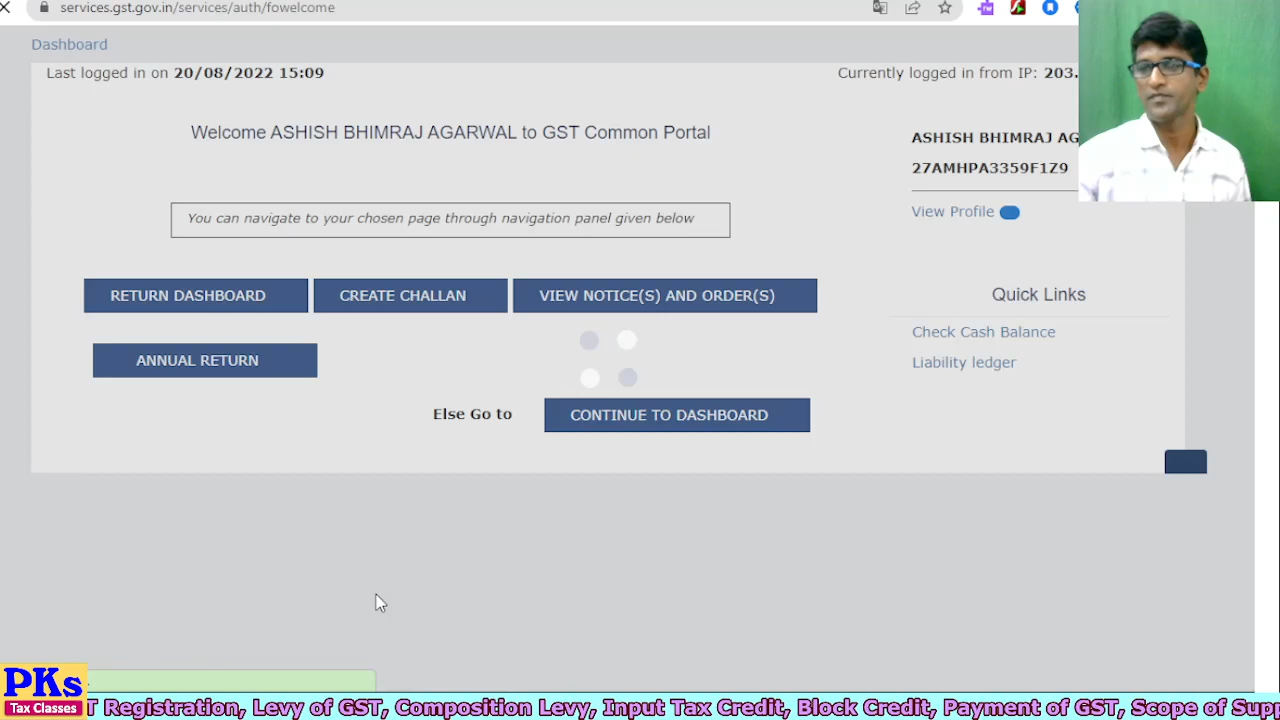 services.gst.gov.in/services/auth/fowelcome
Dashboard
Last logged in on 20/08/2022 15:09
Currently logged in from IP: 203.
Welcome ASHISH BHIMRAJ AGARWAL to GST Common Portal
ASHISH BHIMRAJ AG
27AMHPA3359F1Z9
View Profile
You can navigate to your chosen page through navigation panel given below
RETURN DASHBOARD
CREATE CHALLAN
VIEW NOTICE(S) AND ORDER(S)
Quick Links
Check Cash Balance
Liability ledger
ANNUAL RETURN
Else Go to
CONTINUE TO DASHBOARD
PKs
Tax Classes
T Registration, Levy of GST, Composition Levy, Input Tax Credit, Block Credit, Payment of GST, Scope of Supp